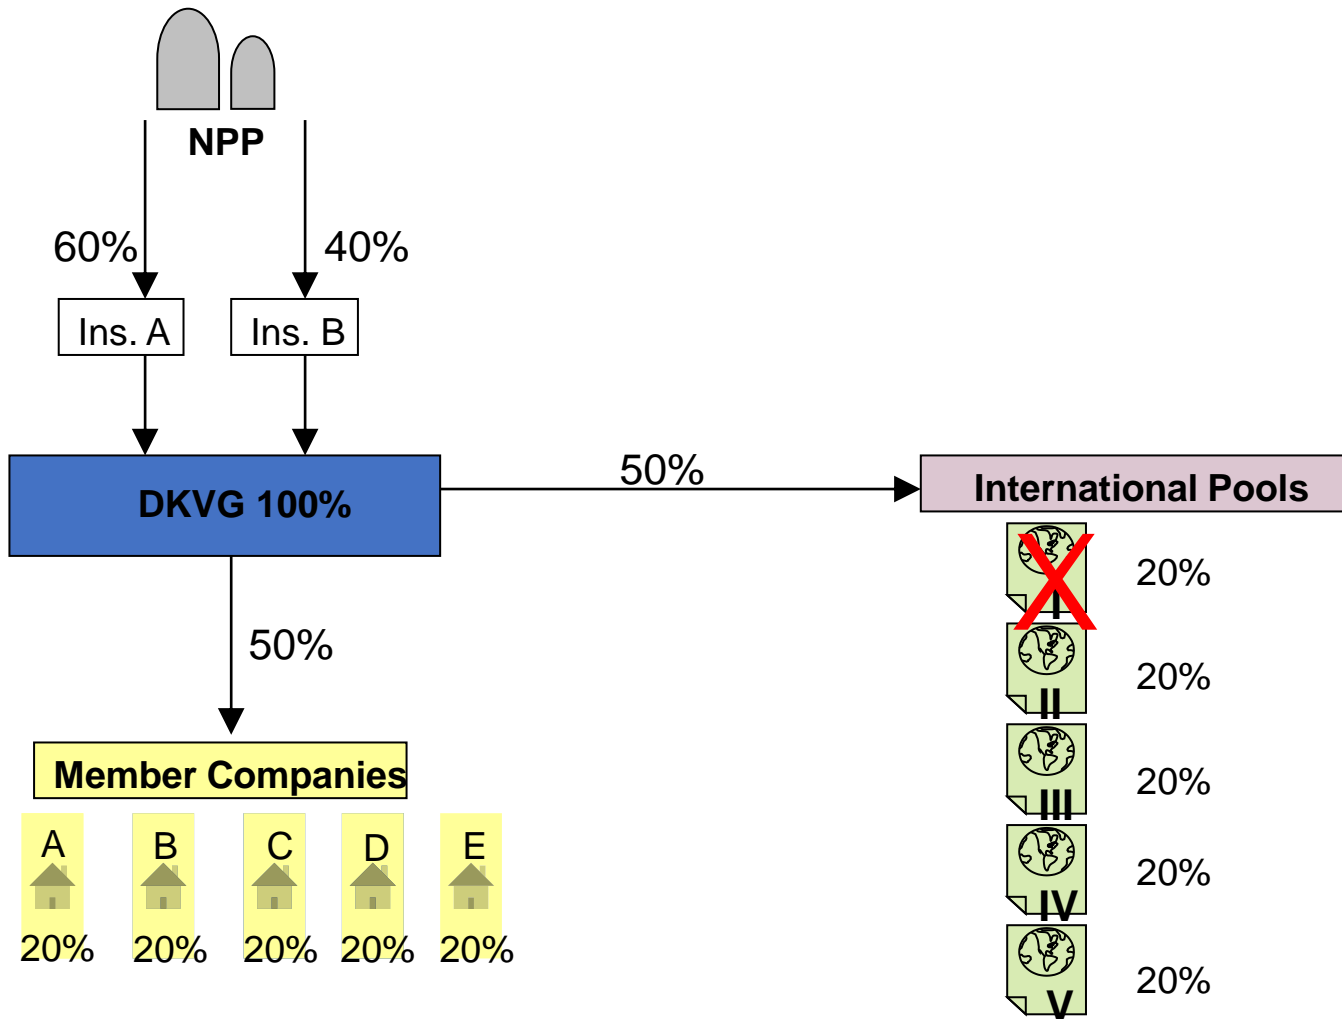 NPP
60%
40%
Ins. A
Ins. B
DKVG 100%
50%
International Pools
I
20%
II
20%
III
20%
IV
20%
V
20%
50%
Member Companies
A B C D E
20% 20% 20% 20% 20%